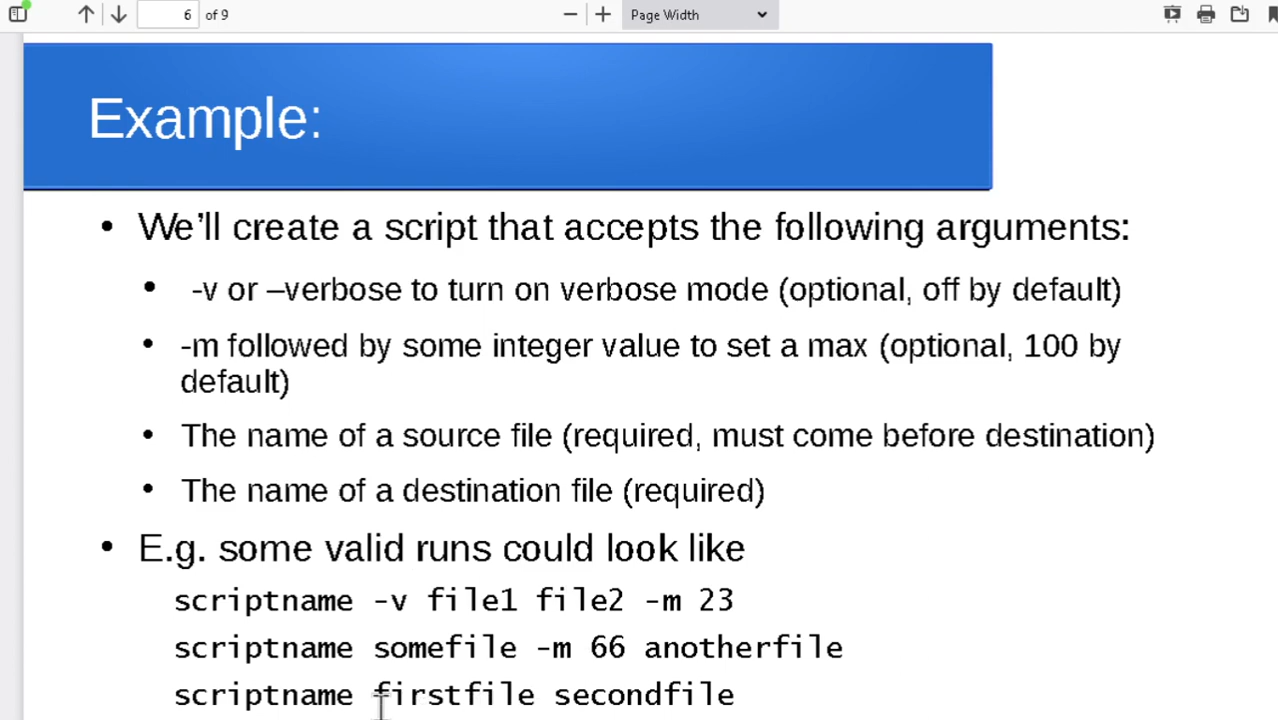 6 of 9 Page Width
Example:
• We’ll create a script that accepts the following arguments:
• -v or –verbose to turn on verbose mode (optional, off by default)
• -m followed by some integer value to set a max (optional, 100 by
default)
• The name of a source file (required, must come before destination)
• The name of a destination file (required)
• E.g. some valid runs could look like
scriptname -v file1 file2 -m 23
scriptname somefile -m 66 anotherfile
scriptname firstfile secondfile